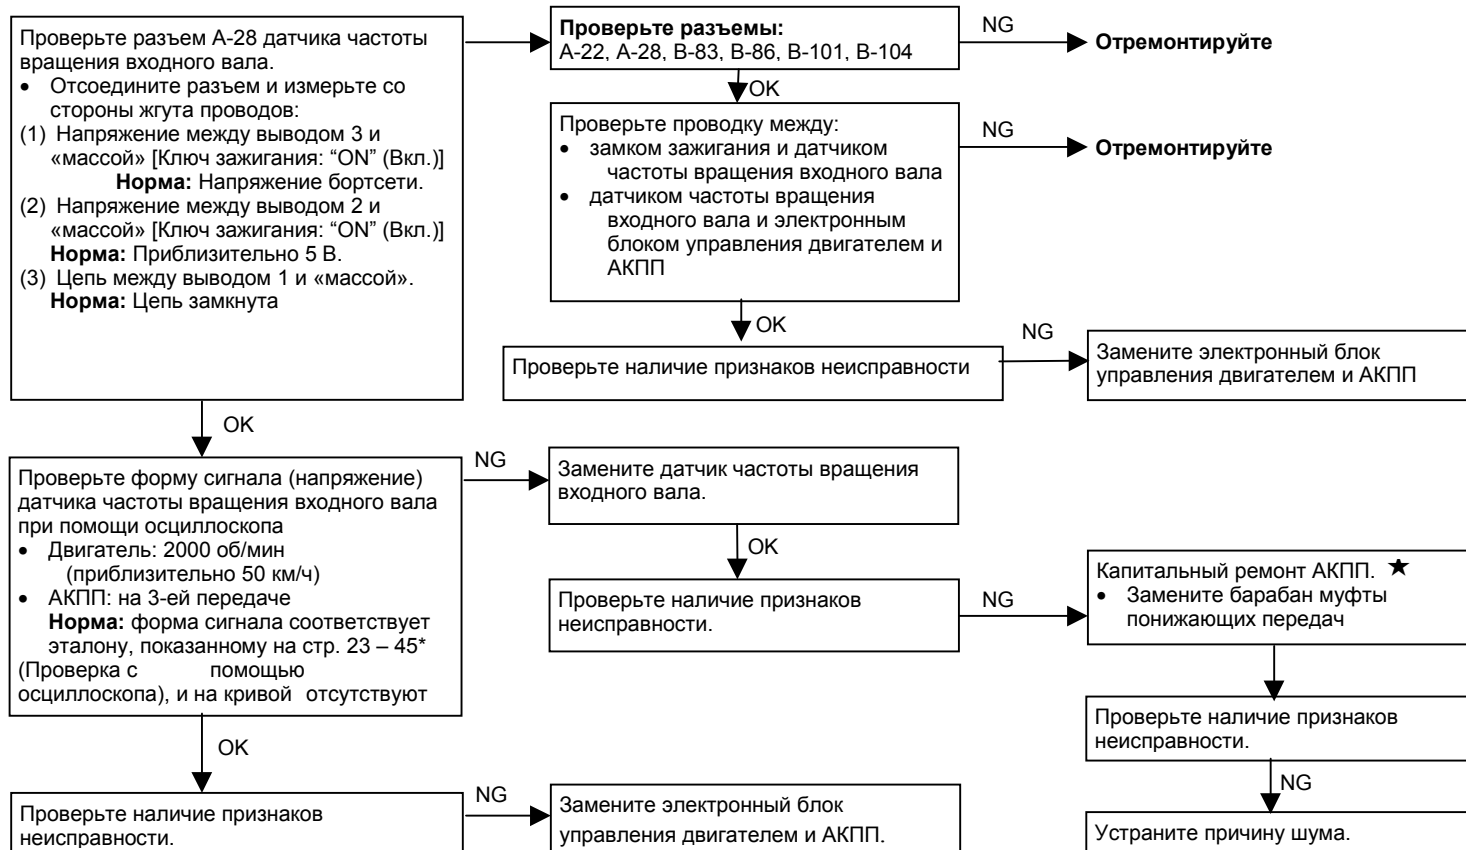 Проверьте разъем А-28 датчика частоты
вращения входного вала.
• Отсоедините разъем и измерьте со
стороны жгута проводов:
(1) Напряжение между выводом 3 и
«массой» [Ключ зажигания: “ON” (Вкл.)]
Норма: Напряжение бортсети.
(2) Напряжение между выводом 2 и
«массой» [Ключ зажигания: “ON” (Вкл.)]
Норма: Приблизительно 5 В.
(3) Цепь между выводом 1 и «массой».
Норма: Цепь замкнута
Проверьте разъемы:
А-22, А-28, В-83, В-86, В-101, В-104
NG
Отремонтируйте
OK
Проверьте проводку между:
• замком зажигания и датчиком
частоты вращения входного вала
• датчиком частоты вращения
входного вала и электронным
блоком управления двигателем и
АКПП
NG
Отремонтируйте
OK
Проверьте наличие признаков неисправности
NG
Замените электронный блок
управления двигателем и АКПП
OK
Проверьте форму сигнала (напряжение)
датчика частоты вращения входного вала
при помощи осциллоскопа
• Двигатель: 2000 об/мин
(приблизительно 50 км/ч)
• АКПП: на 3-ей передаче
Норма: форма сигнала соответствует
эталону, показанному на стр. 23 – 45*
(Проверка с помощью
осциллоскопа), и на кривой отсутствуют
NG
Замените датчик частоты вращения
входного вала.
OK
Проверьте наличие признаков
неисправности.
NG
Капитальный ремонт АКПП. ★
• Замените барабан муфты
понижающих передач
Проверьте наличие признаков
неисправности.
NG
Устраните причину шума.
OK
Проверьте наличие признаков
неисправности.
NG
Замените электронный блок
управления двигателем и АКПП.